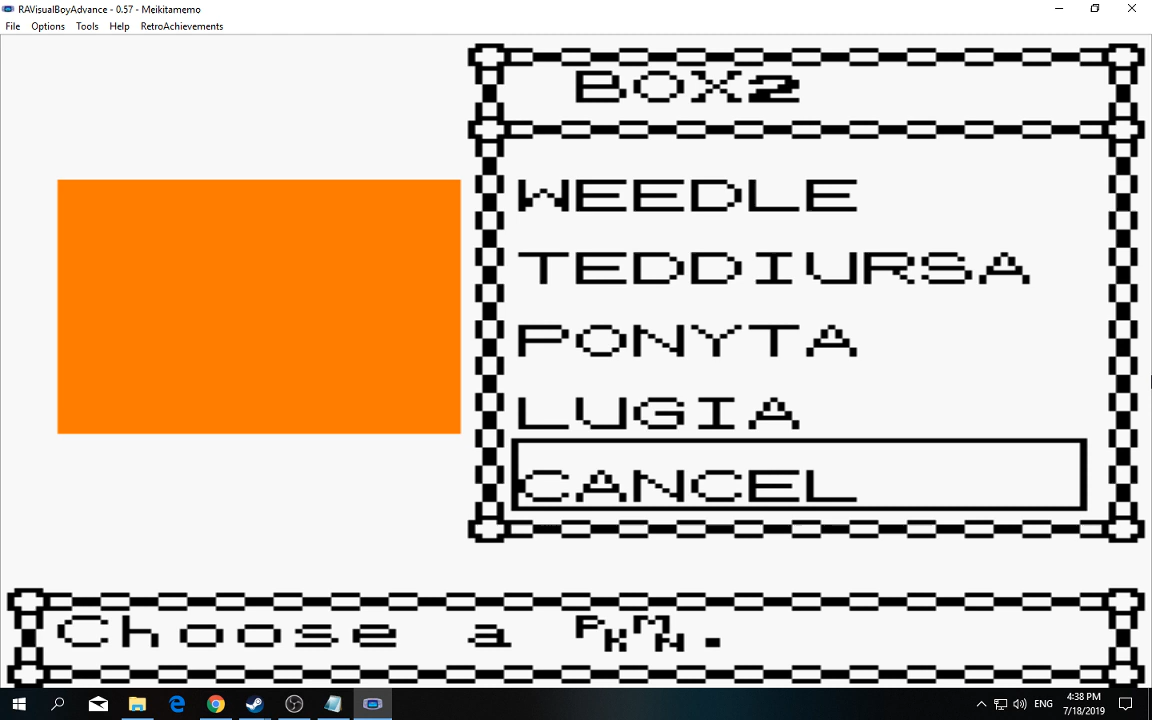 RAVisualBoyAdvance - 0.57 - Meikitamemo
File Options Tools Help RetroAchievements
BOX2
WEEDLE
TEDDIURSA
PONYTA
LUGIA
CANCEL
Choose a PKMN.
ENG
4:38 PM
7/18/2019